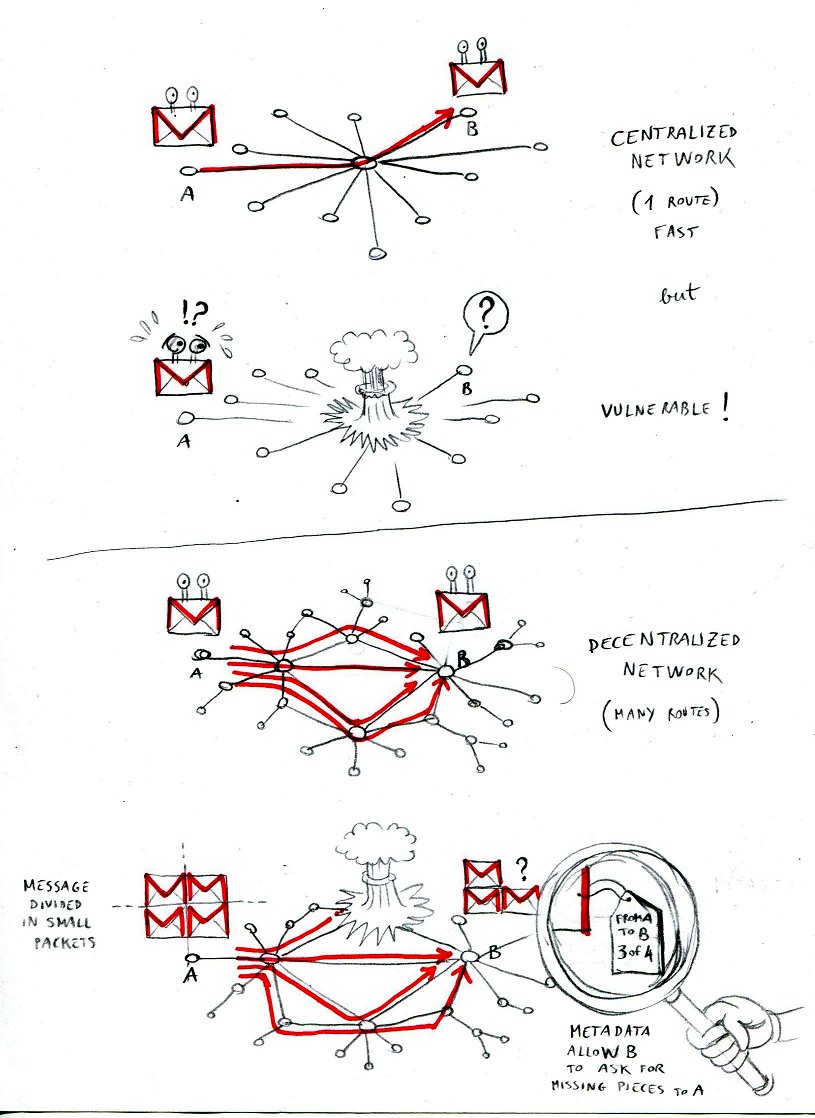 CENTRALIZED
NETWORK
(1 ROUTE)
FAST
A
B
but
!?
?
A
B
VULNERABLE!
DECENTRALIZED
NETWORK
(MANY ROUTES)
A
B
MESSAGE
DIVIDED
IN SMALL
PACKETS
?
A
B
FROMA
TO B
3 of 4
METADATA
ALLOW B
TO ASK FOR
MISSING PIECES TO A